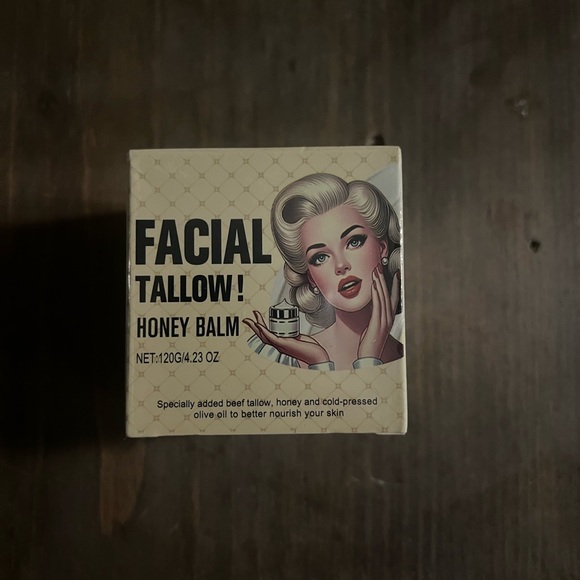 FACIAL
TALLOW!
HONEY BALM
NET:120G/4.23 OZ
Specially added beef tallow, honey and cold-pressed
olive oil to better nourish your skin